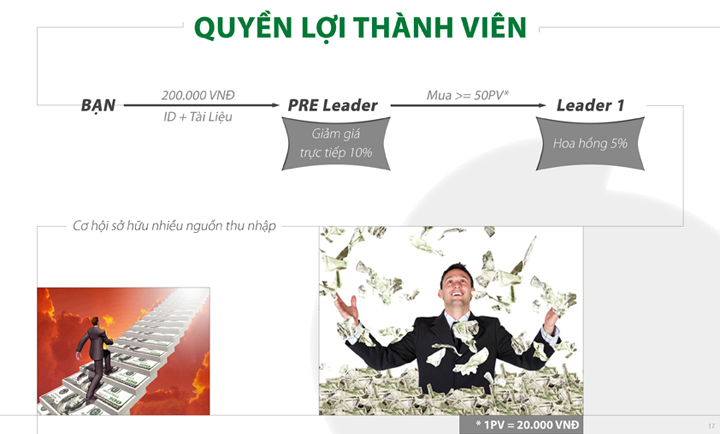 QUYỀN LỢI THÀNH VIÊN
BẠN
200.000 VNĐ
ID + Tài Liệu
PRE Leader
Giảm giá
trực tiếp 10%
Mua >= 50PV*
Leader 1
Hoa hồng 5%
Cơ hội sở hữu nhiều nguồn thu nhập
* 1PV = 20.000 VNĐ
17